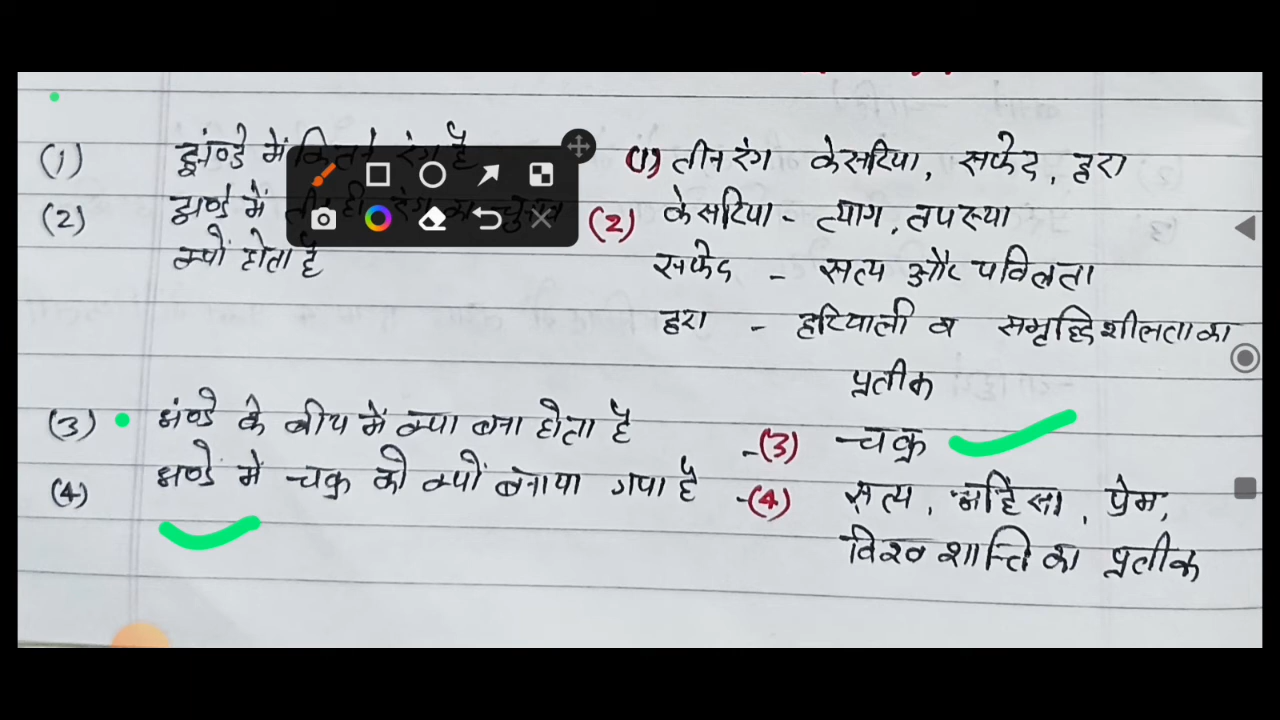 (1) झंण्डे में कितने रंग है (1) तीन रंग केसरिया, सफेद, हरा
(2) झण्डे में तीन ही रंग का (2) केसरिया - त्याग, तपस्या
क्यों होता है सफेद - सत्य और पवित्रता
हरा - हरियाली व समृद्धिशीलता का
प्रतीक
(3) झंण्डे के बीच में क्या बना होता है -(3) चक्र
(4) झण्डे में चक्र को क्यों बनाया गया है -(4) सत्य, अहिंसा, प्रेम,
विश्व शान्ति का प्रतीक